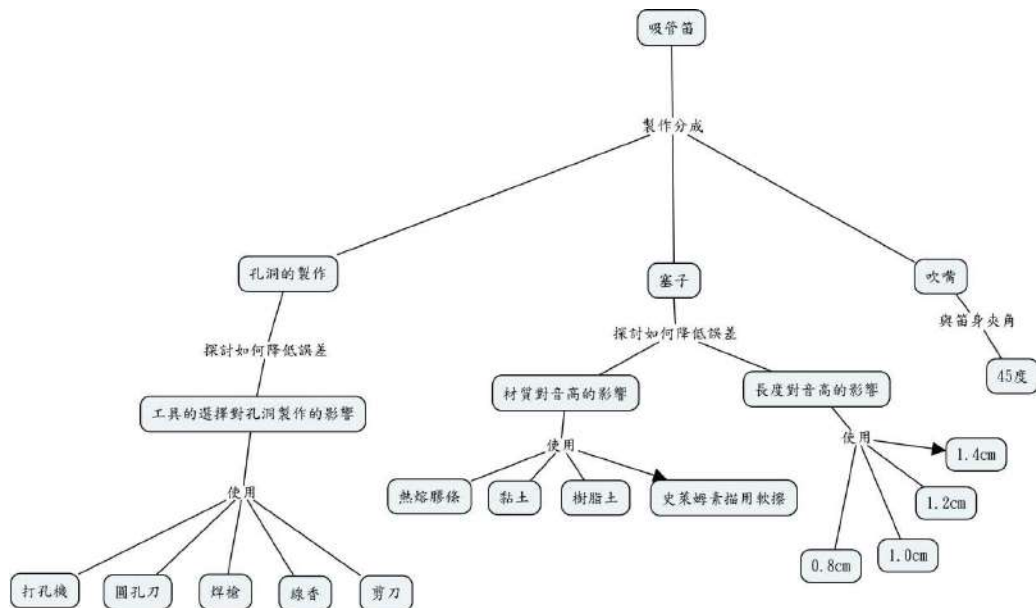 吸管笛
製作分成
孔洞的製作
塞子
吹嘴
與笛身夾角
探討如何降低誤差
探討如何降低誤差
45度
材質對音高的影響
長度對音高的影響
工具的選擇對孔洞製作的影響
使用
使用
1.4cm
使用
熱熔膠條
黏土
樹脂土
史萊姆素描用軟擦
1.2cm
1.0cm
0.8cm
打孔機
圓孔刀
焊槍
線香
剪刀